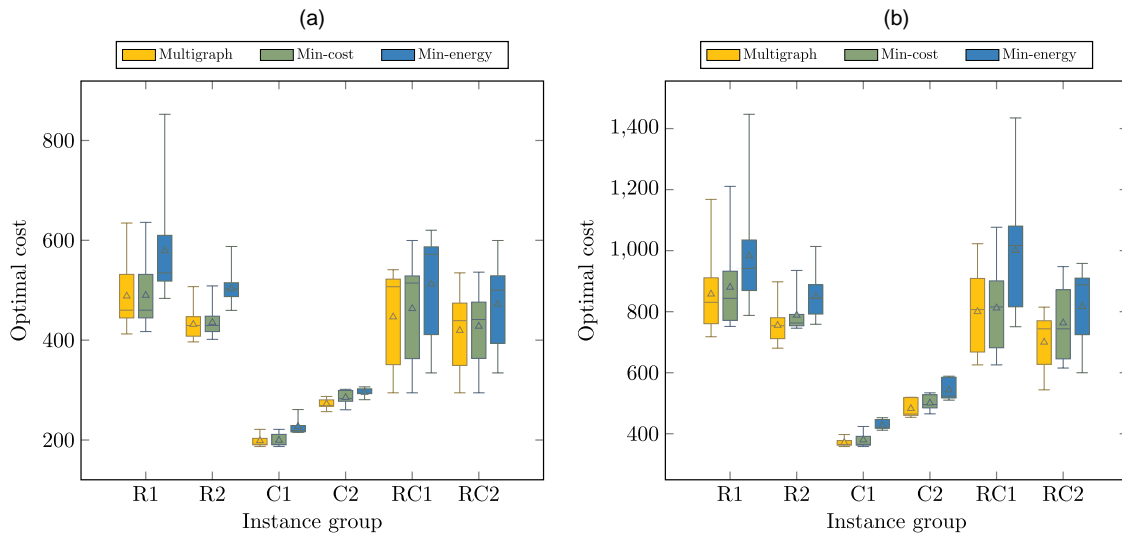 (a)
Multigraph Min-cost Min-energy
800
600
400
200
Optimal cost
R1 R2 C1 C2 RC1 RC2
Instance group
(b)
Multigraph Min-cost Min-energy
1,400
1,200
1,000
800
600
400
Optimal cost
R1 R2 C1 C2 RC1 RC2
Instance group